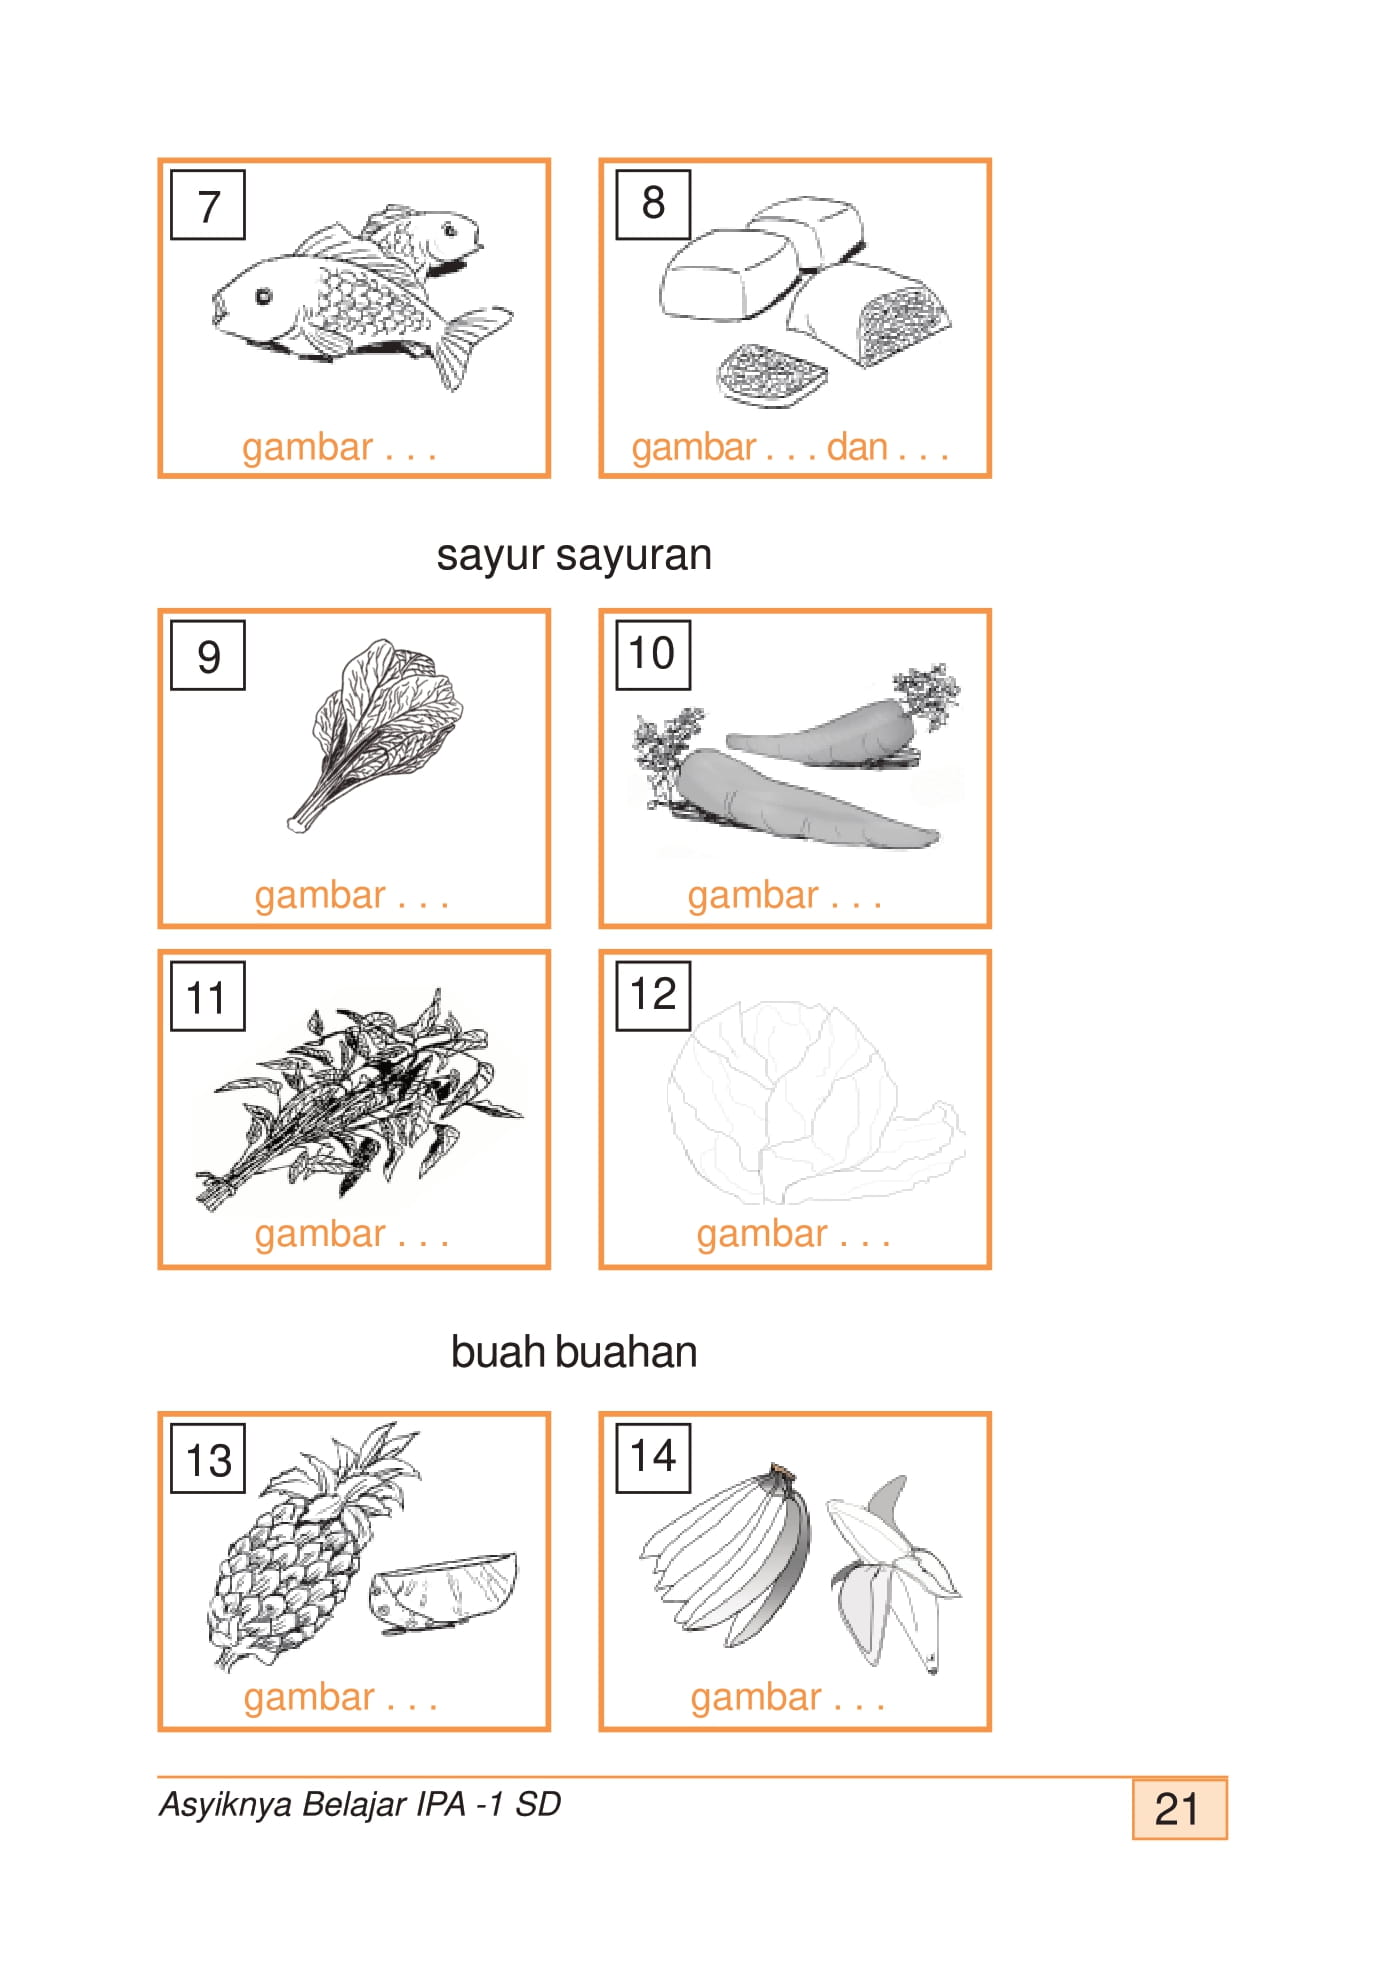 7
8
gambar . . .
gambar . . . dan . . .
sayur sayuran
9
10
gambar . . .
gambar . . .
11
12
gambar . . .
gambar . . .
buah buahan
13
14
gambar . . .
gambar . . .
Asyiknya Belajar IPA -1 SD
21